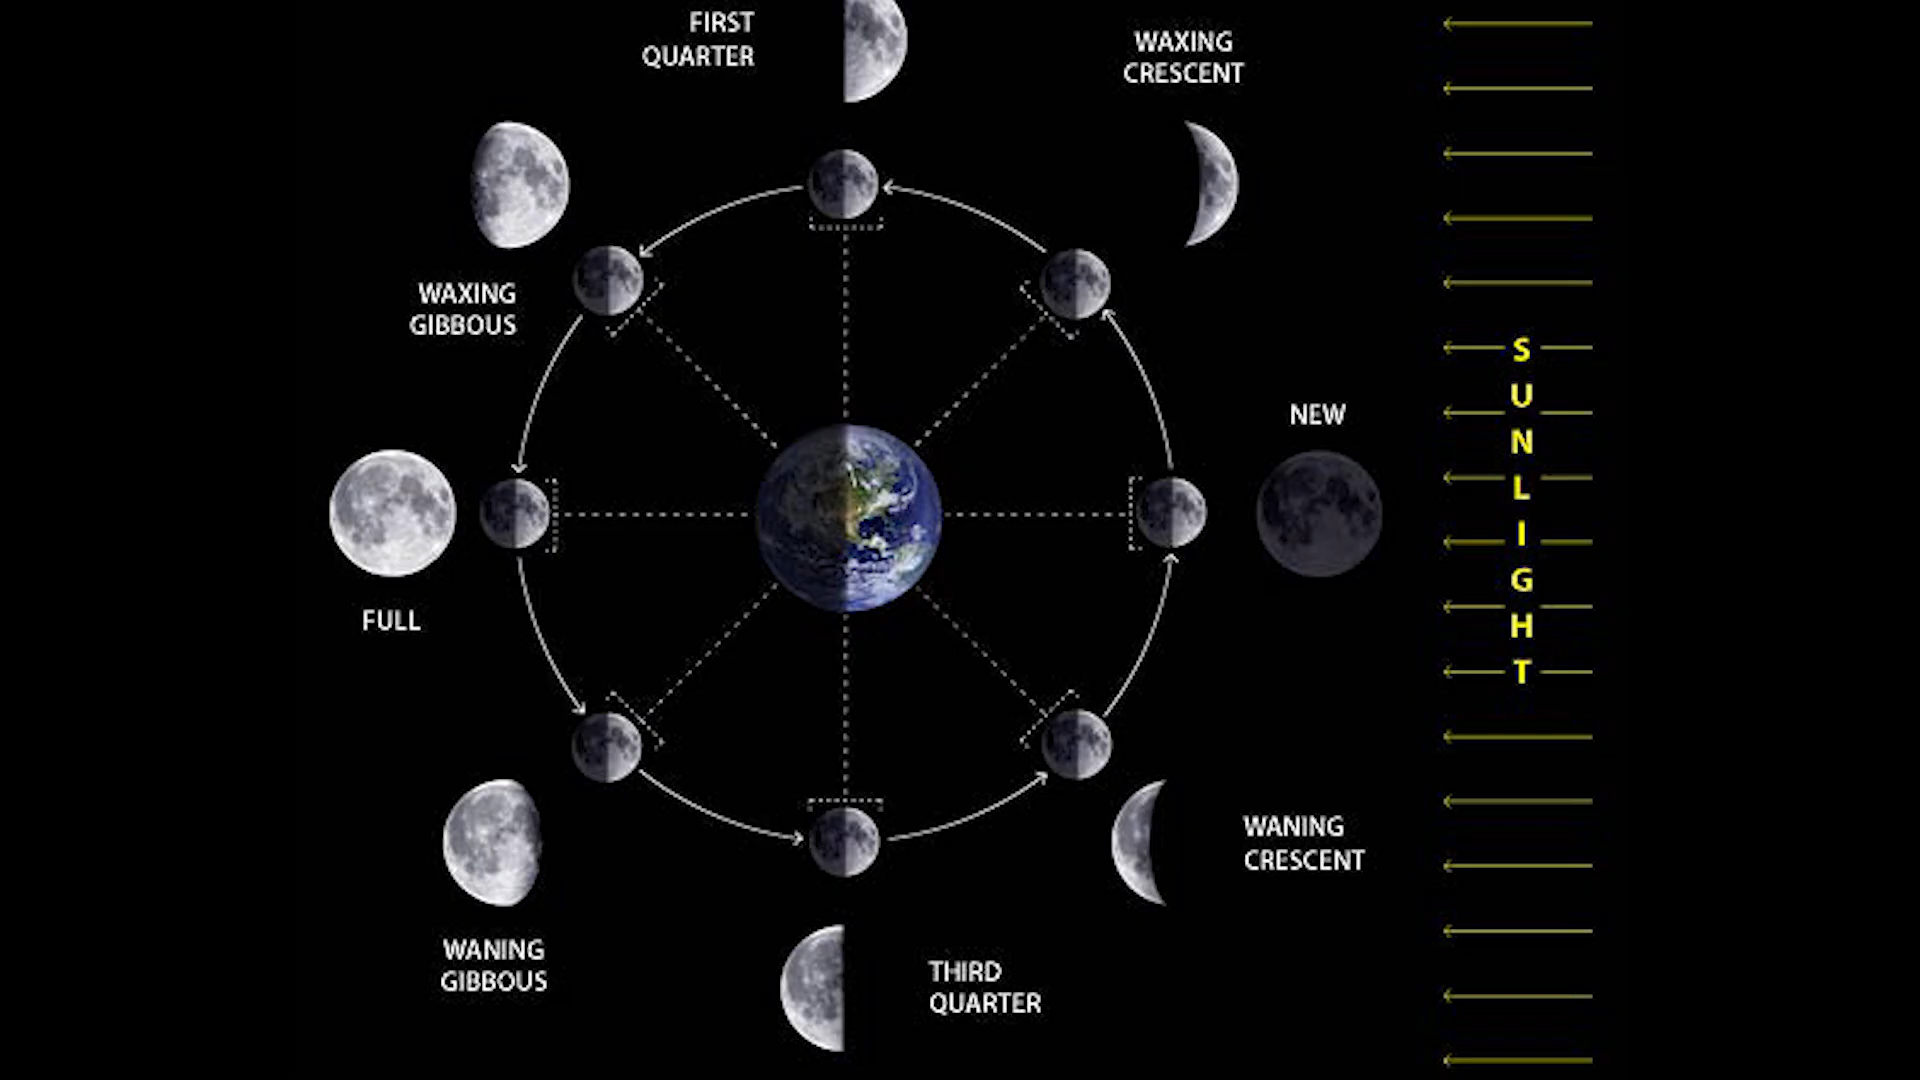 FIRST
QUARTER
WAXING
CRESCENT
WAXING
GIBBOUS
NEW
FULL
WANING
CRESCENT
WANING
GIBBOUS
THIRD
QUARTER
S
U
N
L
I
G
H
T